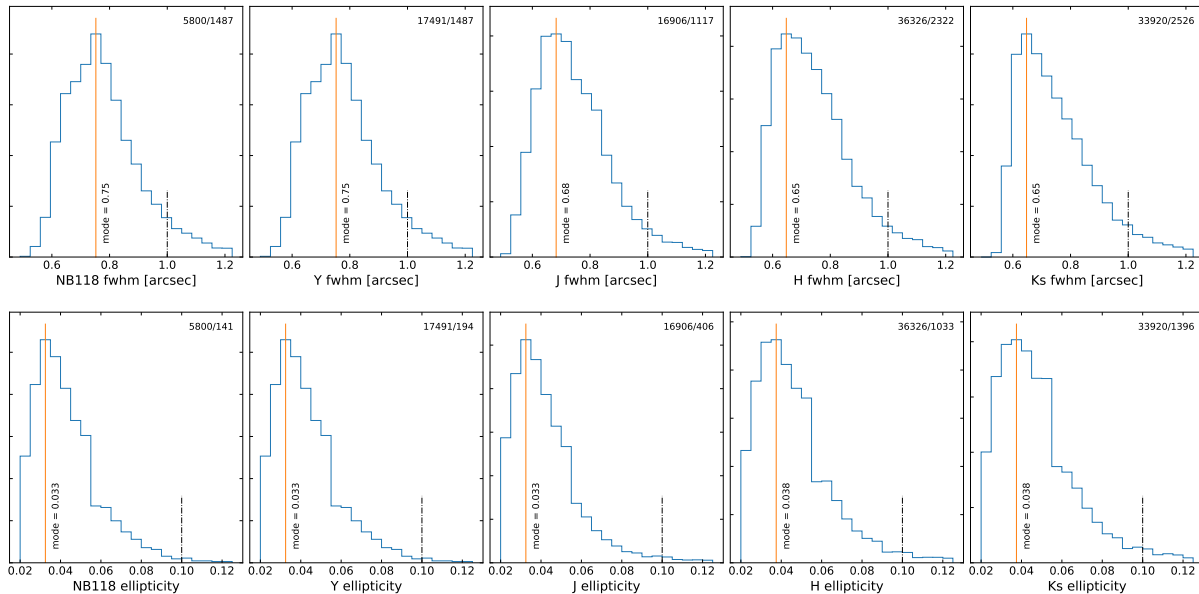 5800/1487
17491/1487
16906/1117
36326/2322
33920/2526
mode = 0.75
mode = 0.75
mode = 0.68
mode = 0.65
mode = 0.65
0.6 0.8 1.0 1.2
0.6 0.8 1.0 1.2
0.6 0.8 1.0 1.2
0.6 0.8 1.0 1.2
0.6 0.8 1.0 1.2
NB118 fwhm [arcsec]
Y fwhm [arcsec]
J fwhm [arcsec]
H fwhm [arcsec]
Ks fwhm [arcsec]
5800/141
17491/194
16906/406
36326/1033
33920/1396
mode = 0.033
mode = 0.033
mode = 0.033
mode = 0.038
mode = 0.038
0.02 0.04 0.06 0.08 0.10 0.12
0.02 0.04 0.06 0.08 0.10 0.12
0.02 0.04 0.06 0.08 0.10 0.12
0.02 0.04 0.06 0.08 0.10 0.12
0.02 0.04 0.06 0.08 0.10 0.12
NB118 ellipticity
Y ellipticity
J ellipticity
H ellipticity
Ks ellipticity